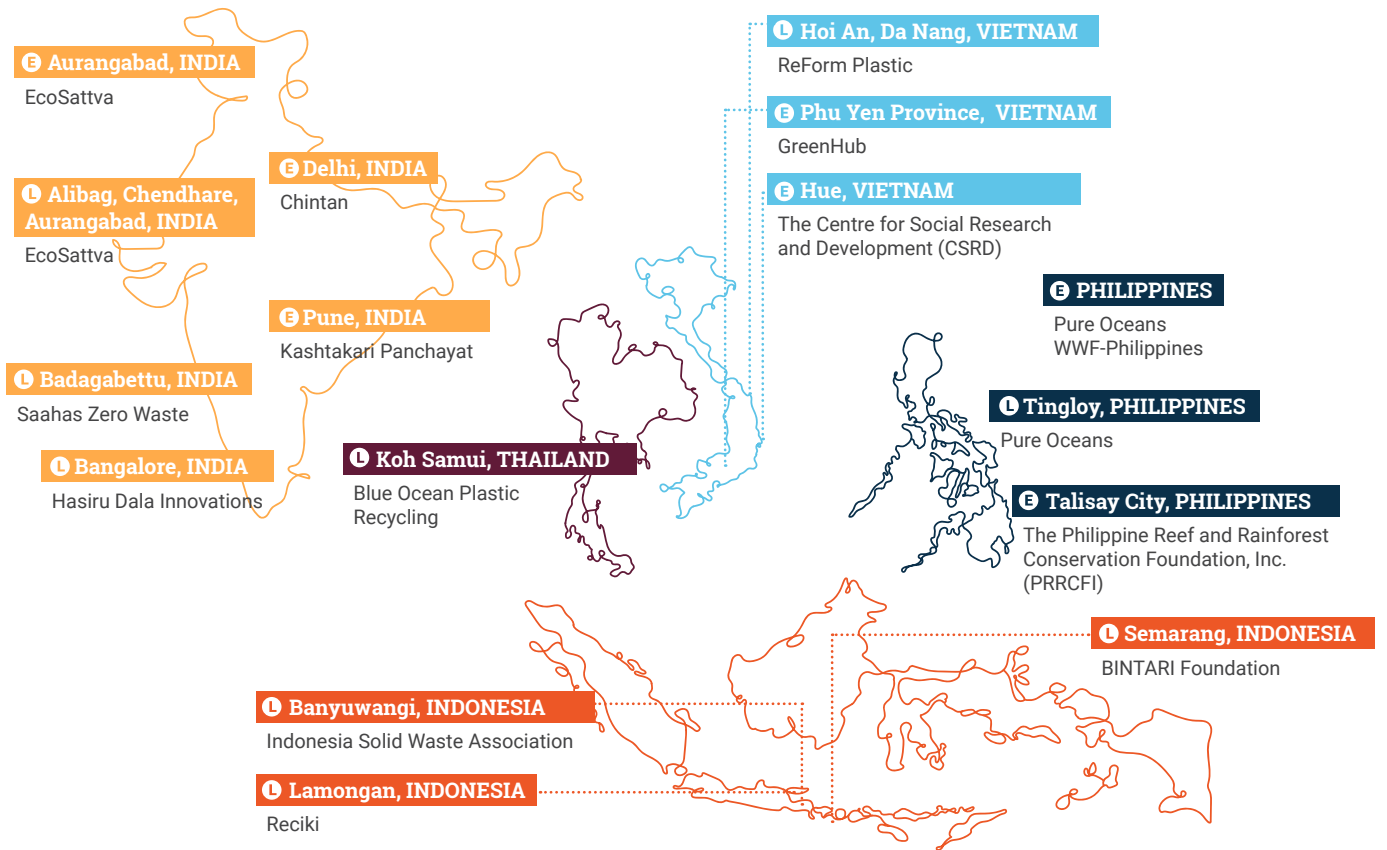 E Aurangabad, INDIA
EcoSattva
L Alibag, Chendhare,
Aurangabad, INDIA
EcoSattva
E Delhi, INDIA
Chintan
E Pune, INDIA
Kashtakari Panchayat
L Badagabettu, INDIA
Saahas Zero Waste
L Bangalore, INDIA
Hasiru Dala Innovations
L Koh Samui, THAILAND
Blue Ocean Plastic
Recycling
L Hoi An, Da Nang, VIETNAM
ReForm Plastic
E Phu Yen Province, VIETNAM
GreenHub
E Hue, VIETNAM
The Centre for Social Research
and Development (CSRD)
E PHILIPPINES
Pure Oceans
WWF-Philippines
L Tingloy, PHILIPPINES
Pure Oceans
E Talisay City, PHILIPPINES
The Philippine Reef and Rainforest
Conservation Foundation, Inc.
(PRRCFI)
L Semarang, INDONESIA
BINTARI Foundation
L Banyuwangi, INDONESIA
Indonesia Solid Waste Association
L Lamongan, INDONESIA
Reciki